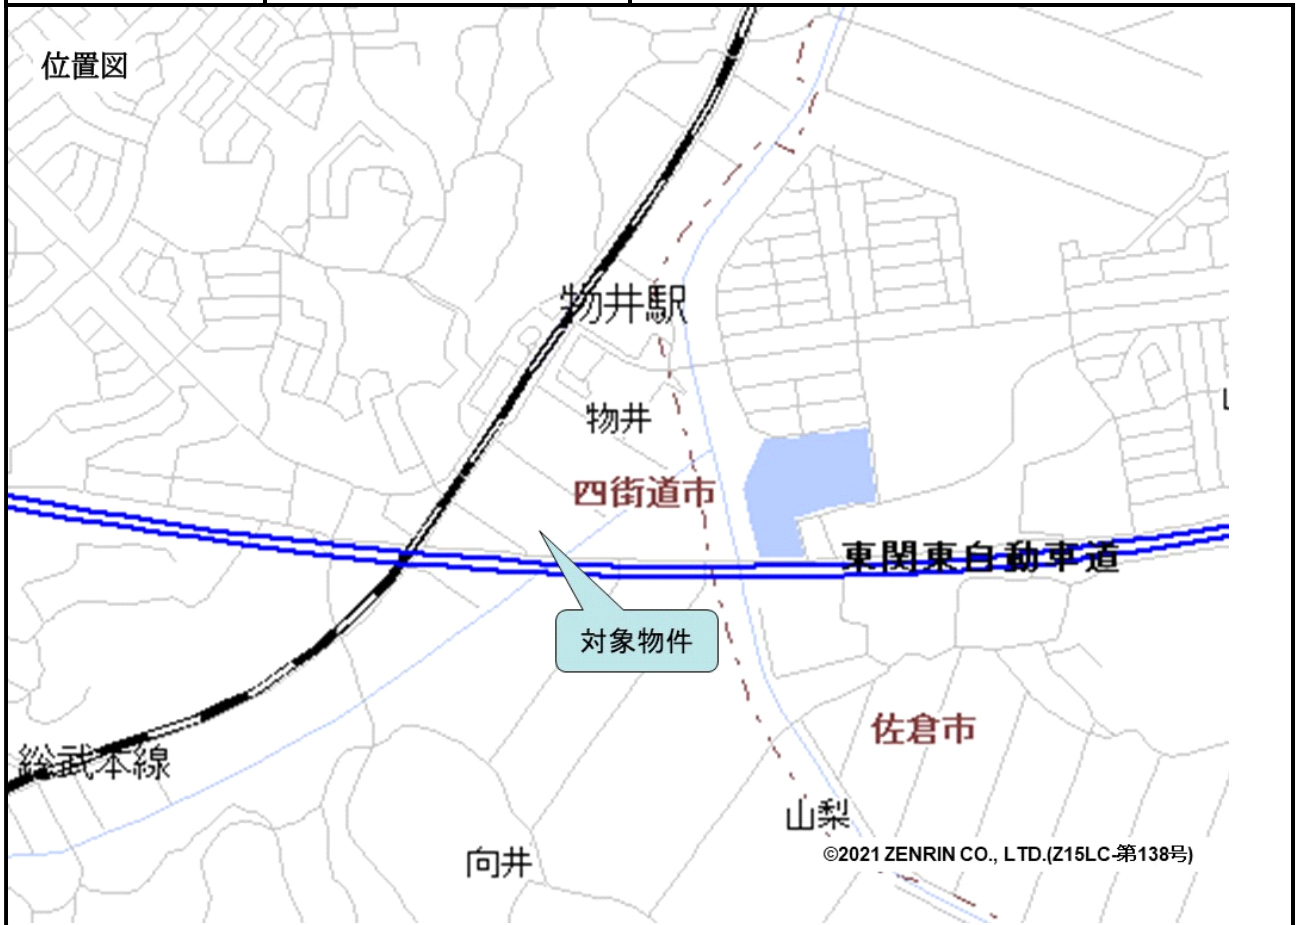 位置図
物井駅
物井
四街道市
東関東自動車道
対象物件
佐倉市
総武本線
山梨
©2021 ZENRIN CO., LTD.(Z15LC-第138号)
向井